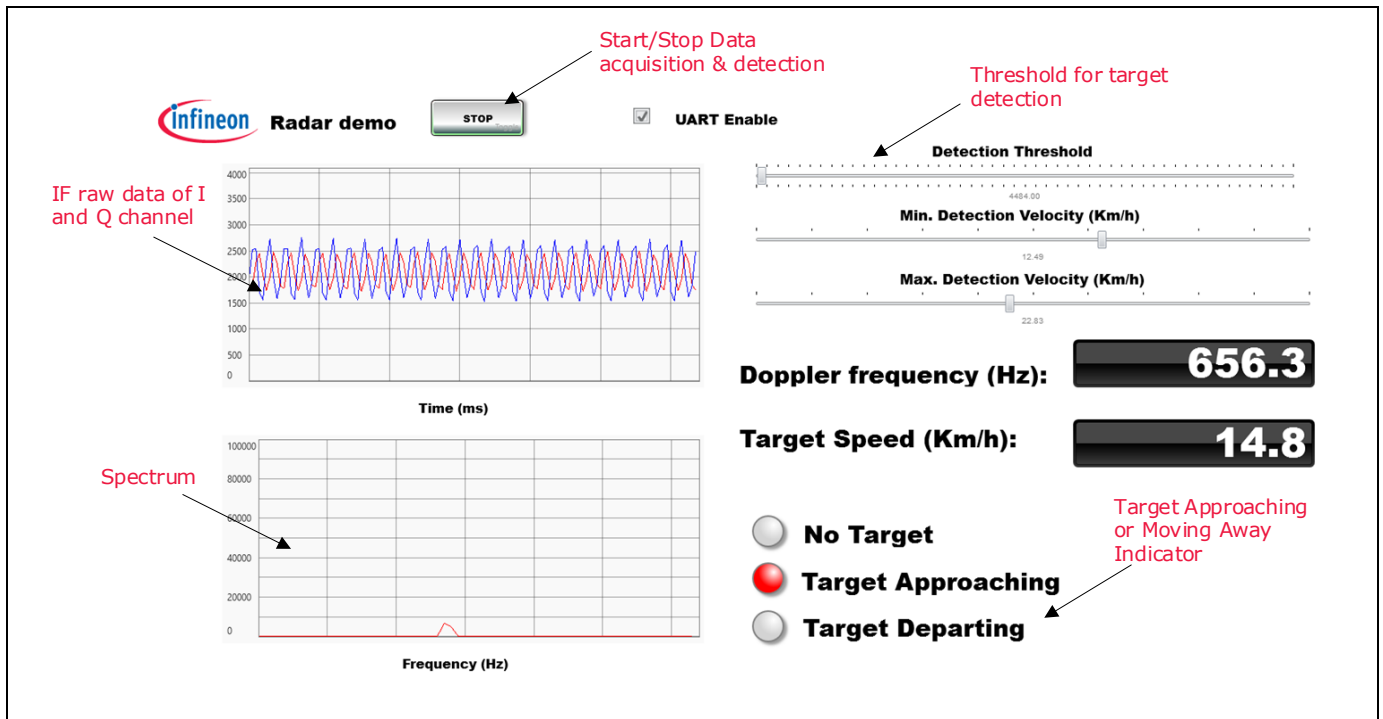 Start/Stop Data
acquisition & detection
Threshold for target
detection
infineon
Radar demo
STOP
UART Enable
Detection Threshold
4484.00
IF raw data of I
and Q channel
4000
3500
3000
2500
2000
1500
1000
500
0
Time (ms)
Min. Detection Velocity (Km/h)
12.49
Max. Detection Velocity (Km/h)
22.83
Doppler frequency (Hz):
656.3
Target Speed (Km/h):
14.8
Spectrum
100000
80000
60000
40000
20000
0
Frequency (Hz)
No Target
Target Approaching
Target Departing
Target Approaching
or Moving Away
Indicator